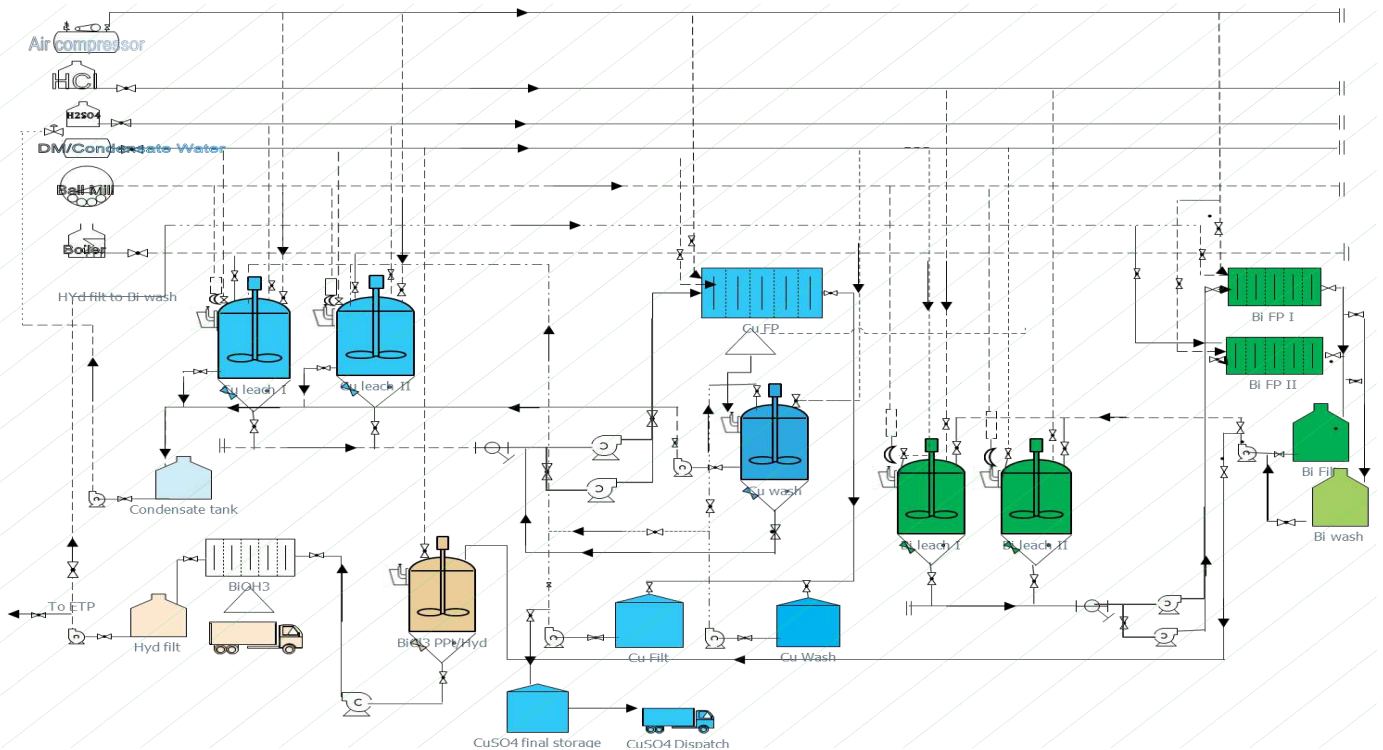 Air compressor
HCl
H2SO4
DM/Condensate Water
Ball Mill
Boiler
HYd filt to Bi wash
Cu leach I
Cu leach II
Cu FP
Bi FP I
Bi FP II
Condensate tank
Cu wash
Bi leach I
Bi leach II
Bi Filt
Bi wash
BiOH3
To ETP
Hyd filt
BiCl3 PPt/Hyd
Cu Filt
Cu Wash
CuSO4 final storage
CuSO4 Dispatch
C
C
C
C
C
C
C
C
C
C
C